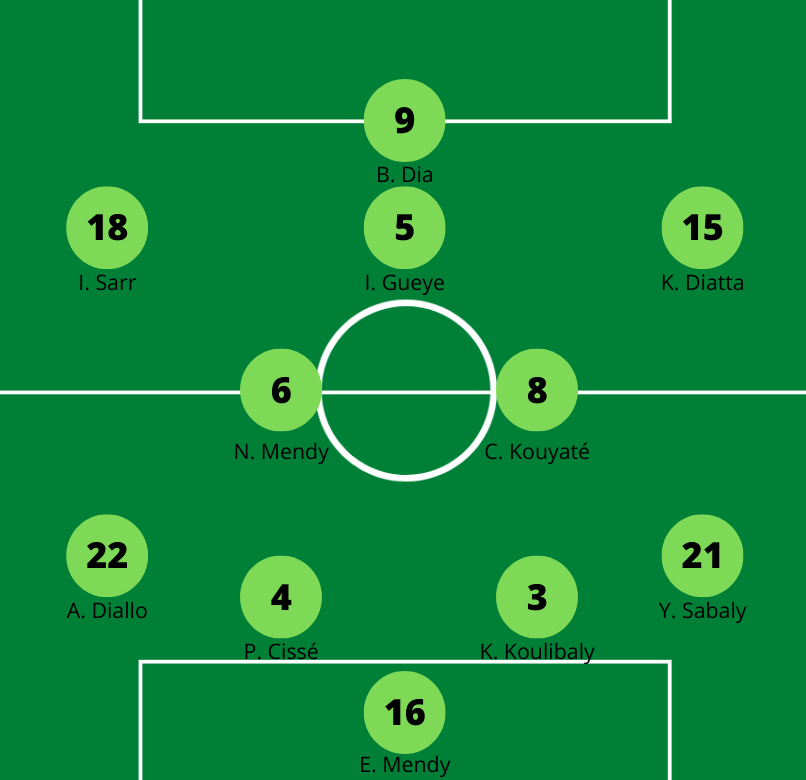 9
B. Dia
18
5
15
I. Sarr
I. Gueye
K. Diatta
6
8
N. Mendy
C. Kouyaté
22
21
A. Diallo
Y. Sabaly
4
3
P. Cissé
K. Koulibaly
16
E. Mendy